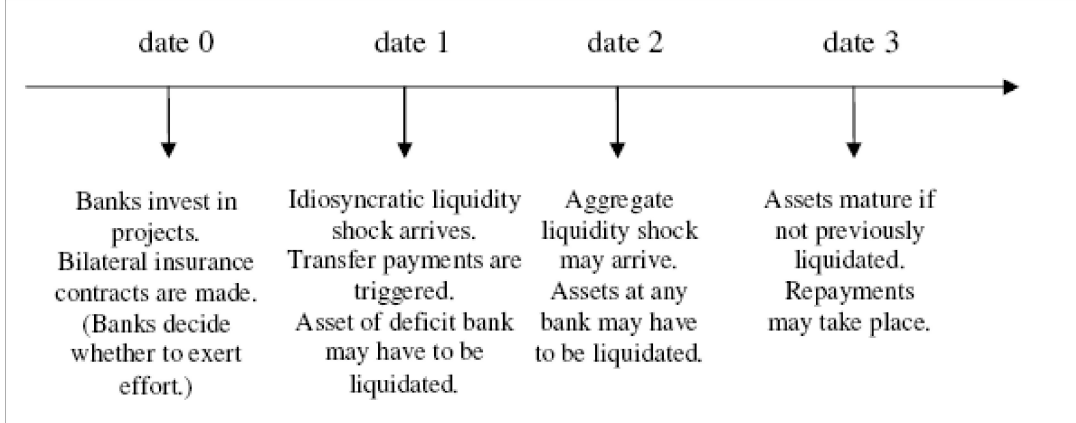 date 0
date 1
date 2
date 3
Banks invest in
projects.
Bilateral insurance
contracts are made.
(Banks decide
whether to exert
effort.)
Idiosyncratic liquidity
shock arrives.
Transfer payments are
triggered.
Asset of deficit bank
may have to be
liquidated.
Aggregate
liquidity shock
may arrive.
Assets at any
bank may have
to be liquidated.
Assets mature if
not previously
liquidated.
Repayments
may take place.